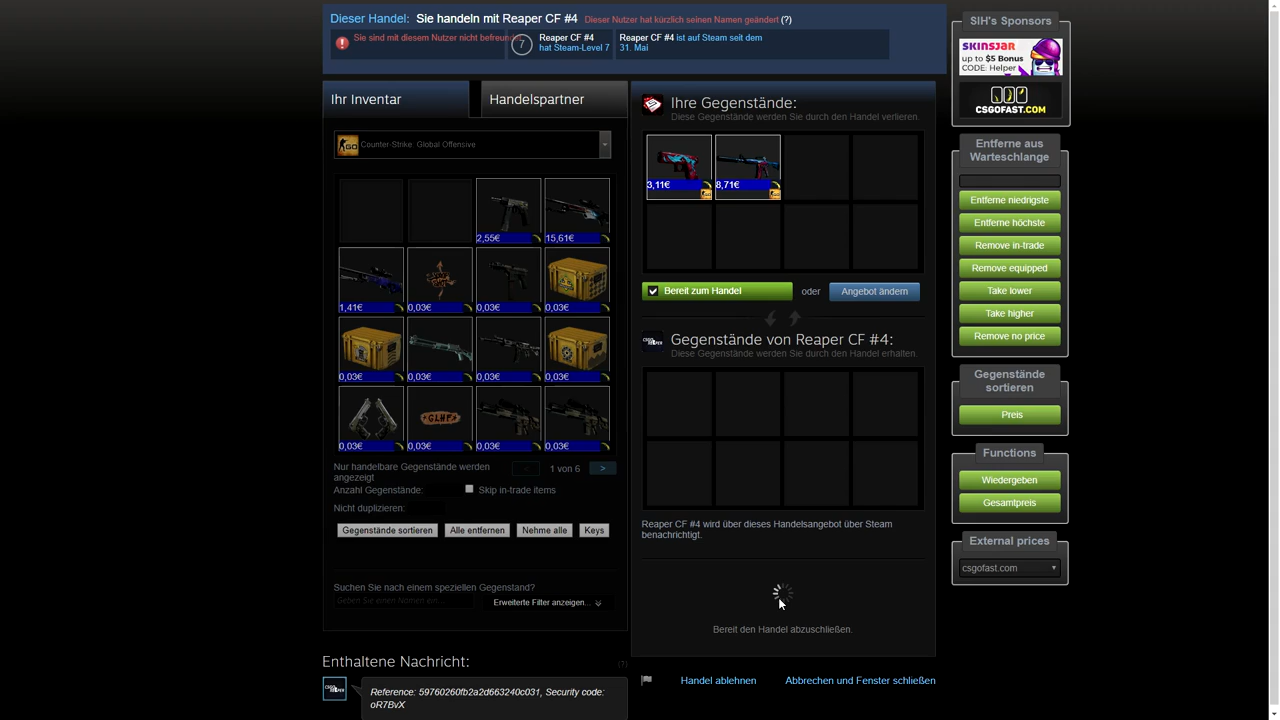 Dieser Handel: Sie handeln mit Reaper CF #4 Dieser Nutzer hat kürzlich seinen Namen geändert (?)
Sie sind mit diesem Nutzer nicht befreundet
7
Reaper CF #4
hat Steam-Level 7
Reaper CF #4 ist auf Steam seit dem
31. Mai
Ihr Inventar
Handelspartner
Counter-Strike: Global Offensive
2,55€
15,61€
1,41€
0,03€
0,03€
0,03€
0,03€
0,03€
0,03€
0,03€
0,03€
GLHF
0,03€
0,03€
0,03€
Nur handelbare Gegenstände werden
angezeigt
< 1 von 6 >
Anzahl Gegenstände:
Skip in-trade items
Nicht duplizieren:
Gegenstände sortieren
Alle entfernen
Nehme alle
Keys
Suchen Sie nach einem speziellen Gegenstand?
Geben Sie einen Namen ein...
Erweiterte Filter anzeigen...
Enthaltene Nachricht:
(?)
Reference: 59760260fb2a2d663240c031, Security code:
oR7BvX
Ihre Gegenstände:
Diese Gegenstände werden Sie durch den Handel verlieren.
3,11€
8,71€
Bereit zum Handel
oder
Angebot ändern
Gegenstände von Reaper CF #4:
Diese Gegenstände werden Sie durch den Handel erhalten.
Reaper CF #4 wird über dieses Handelsangebot über Steam
benachrichtigt.
Bereit den Handel abzuschließen.
Handel ablehnen
Abbrechen und Fenster schließen
SIH's Sponsors
SKINSJAR
up to $5 Bonus
CODE: Helper
CSGOFAST.COM
Entferne aus
Warteschlange
Entferne niedrigste
Entferne höchste
Remove in-trade
Remove equipped
Take lower
Take higher
Remove no price
Gegenstände
sortieren
Preis
Functions
Wiedergeben
Gesamtpreis
External prices
csgofast.com